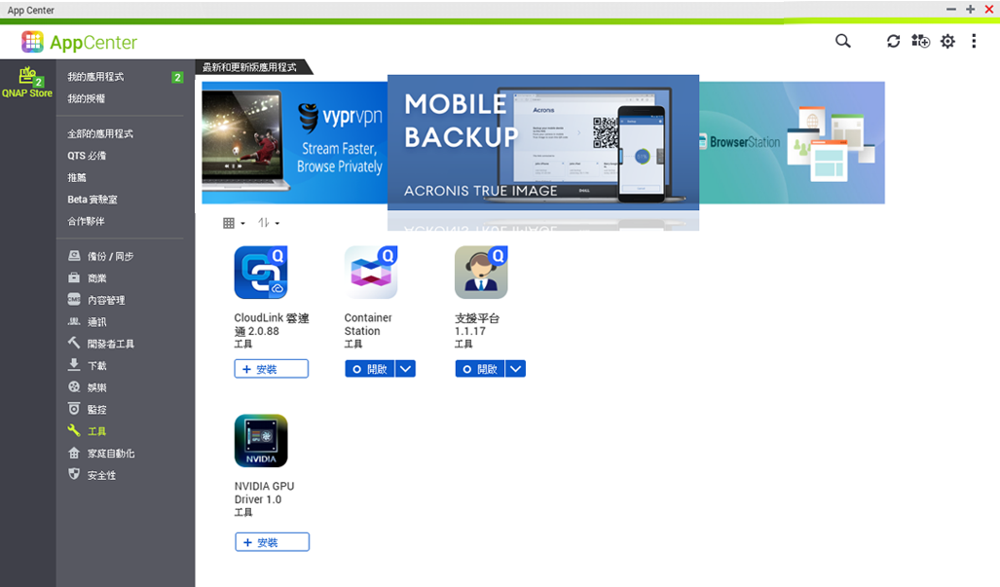 App Center
AppCenter
2
QNAP Store
我的應用程式 2
我的授權
全部的應用程式
QTS 必備
推薦
Beta 實驗室
合作夥伴
備份 / 同步
商業
內容管理
通訊
開發者工具
下載
娛樂
監控
工具
家庭自動化
安全性
最新和更新版應用程式
vyprvpn
Stream Faster,
Browse Privately
MOBILE
BACKUP
ACRONIS TRUE IMAGE
Acronis
DELL
BrowserStation
CloudLink 雲連
通 2.0.88
工具
+ 安裝
Container
Station
工具
開啟
支援平台
1.1.17
工具
開啟
NVIDIA
NVIDIA GPU
Driver 1.0
工具
+ 安裝